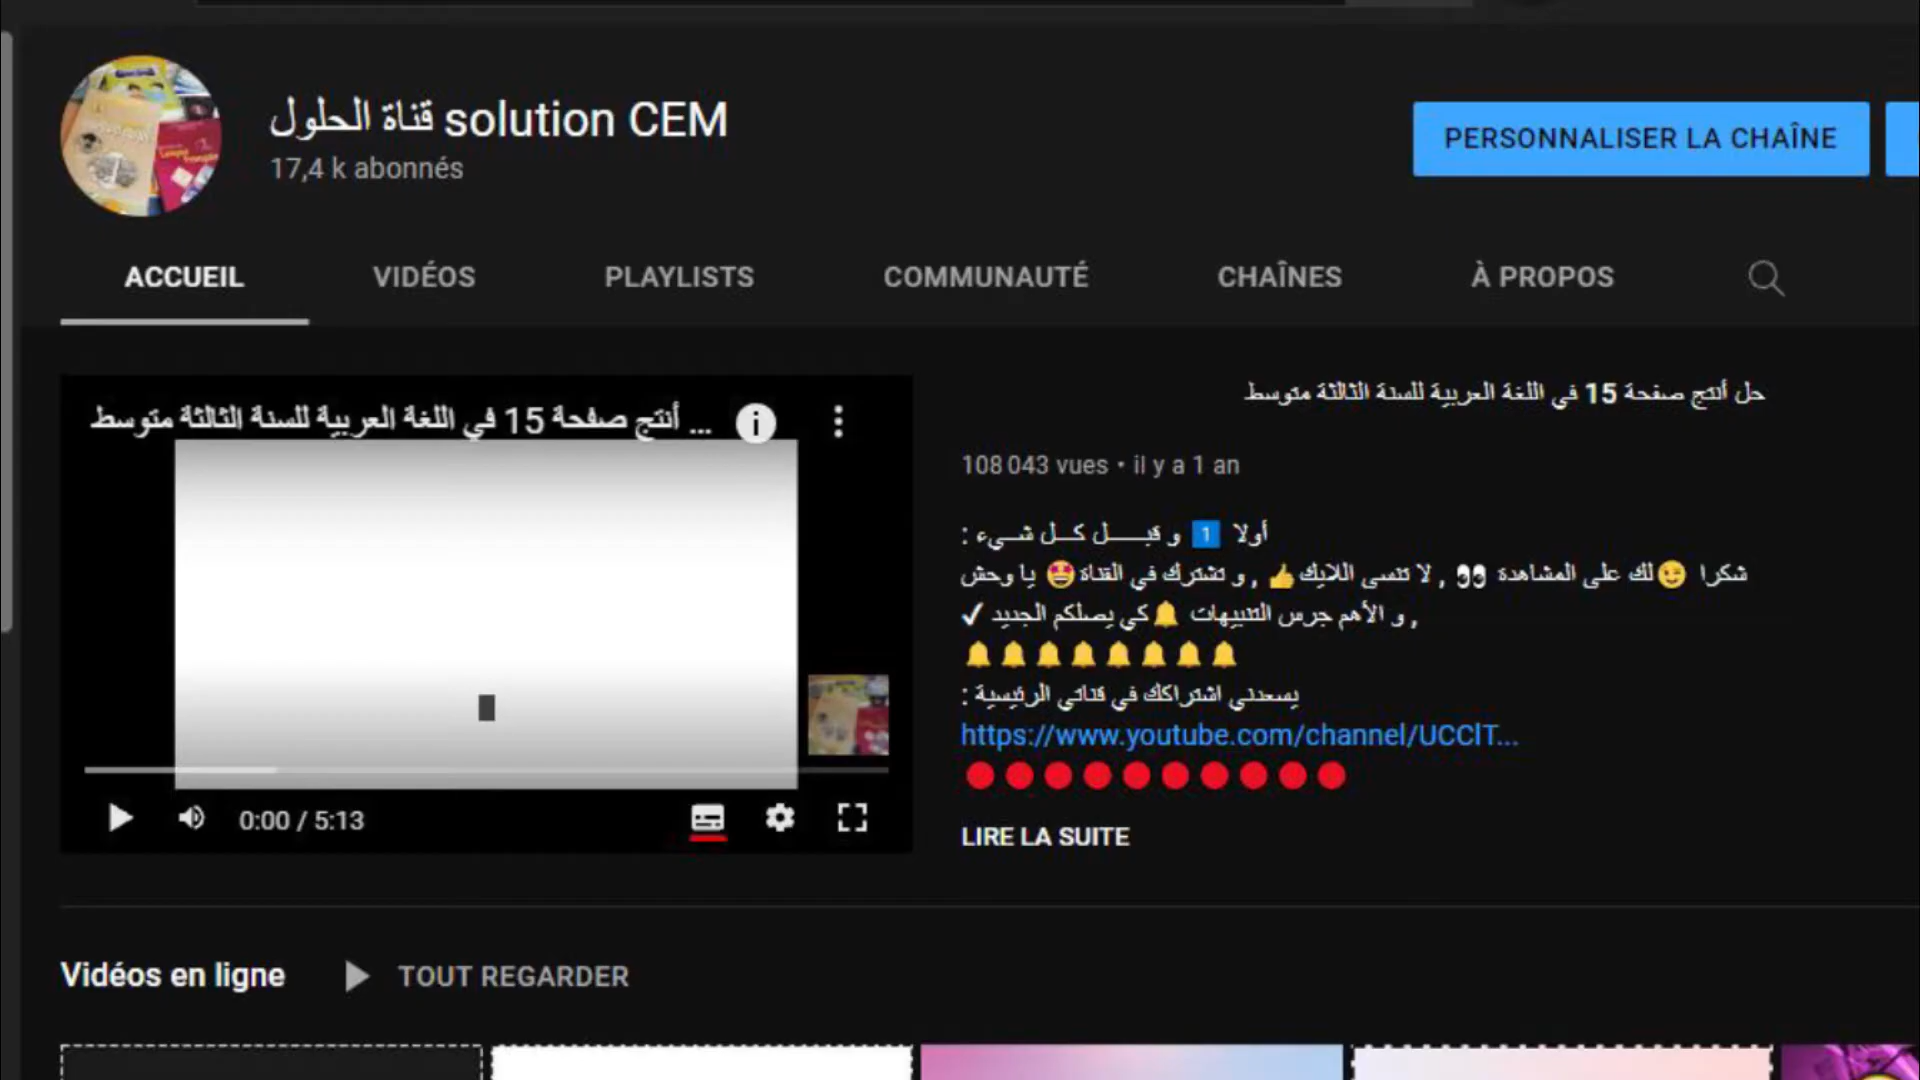 قناة الحلول solution CEM
17,4 k abonnés
PERSONNALISER LA CHAÎNE
ACCUEIL VIDÉOS PLAYLISTS COMMUNAUTÉ CHAÎNES À PROPOS
أنتج صفحة 15 في اللغة العربية للسنة الثالثة متوسط ...
حل أنتج صفحة 15 في اللغة العربية للسنة الثالثة متوسط
108 043 vues • il y a 1 an
أولا 1️⃣ و قبـــل كـل شـيء :
شكرا 😉لك على المشاهدة 👀 , لا تنسى اللايك👍 , و تشترك في القناة🤩 يا وحش
, و الأهم جرس التنبيهات 🔔كي يصلكم الجديد ✔
🔔🔔🔔🔔🔔🔔🔔🔔
يسعدني اشتراكك في قناتي الرئيسية :
https://www.youtube.com/channel/UCClT...
🔴🔴🔴🔴🔴🔴🔴🔴🔴🔴
0:00 / 5:13
LIRE LA SUITE
Vidéos en ligne TOUT REGARDER